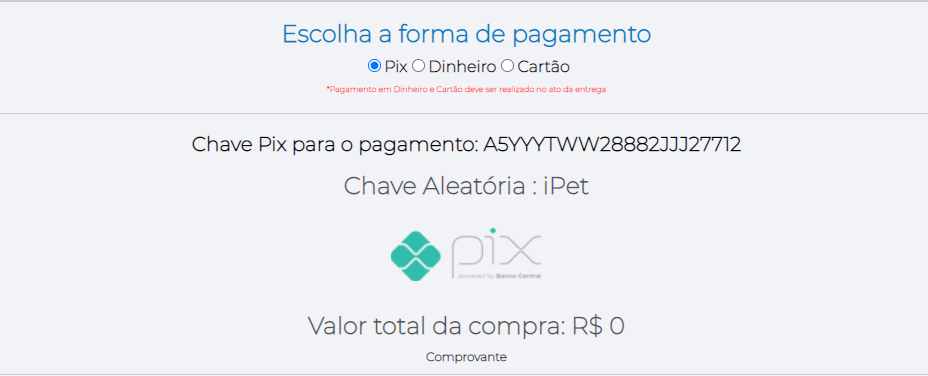 Escolha a forma de pagamento
Pix Dinheiro Cartão
*Pagamento em Dinheiro e Cartão deve ser realizado no ato da entrega
Chave Pix para o pagamento: A5YYYTWW28882JJJ27712
Chave Aleatória : iPet
pix
powered by Banco Central
Valor total da compra: R$ 0
Comprovante